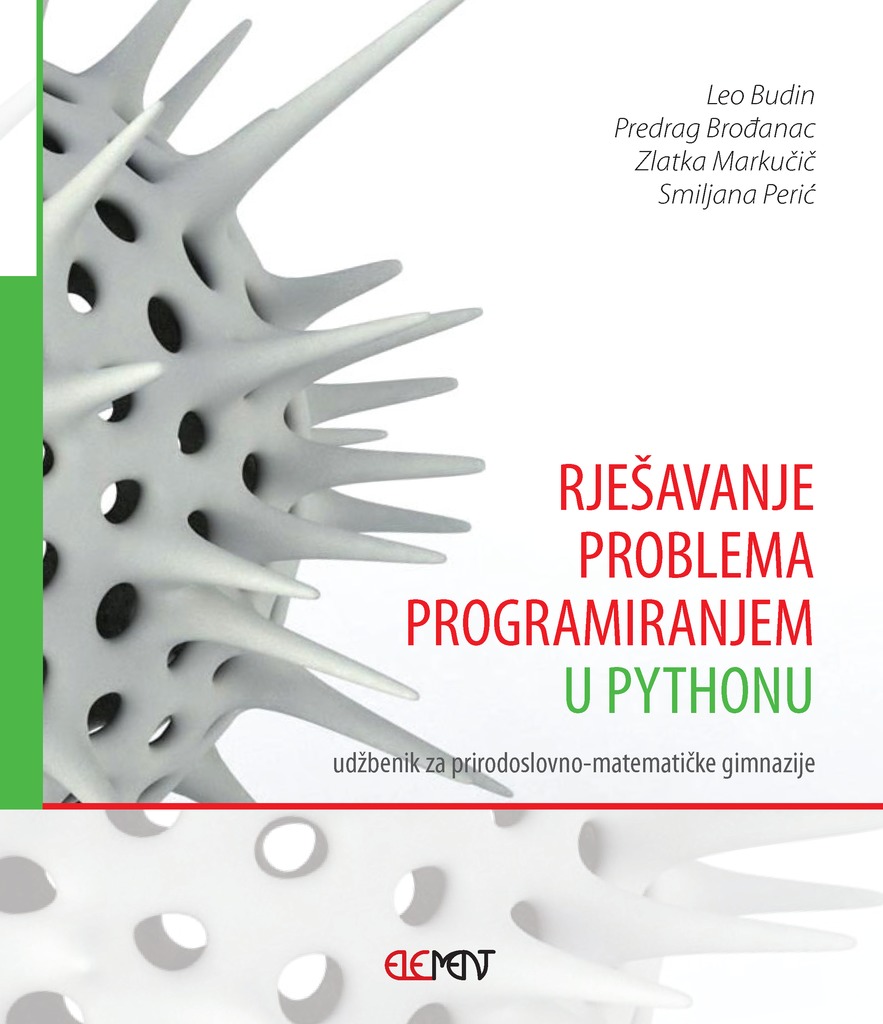 Leo Budin
Predrag Brođanac
Zlatka Markučič
Smiljana Perić
RJEŠAVANJE
PROBLEMA
PROGRAMIRANJEM
U PYTHONU
udžbenik za prirodoslovno-matematičke gimnazije
ELEMENT